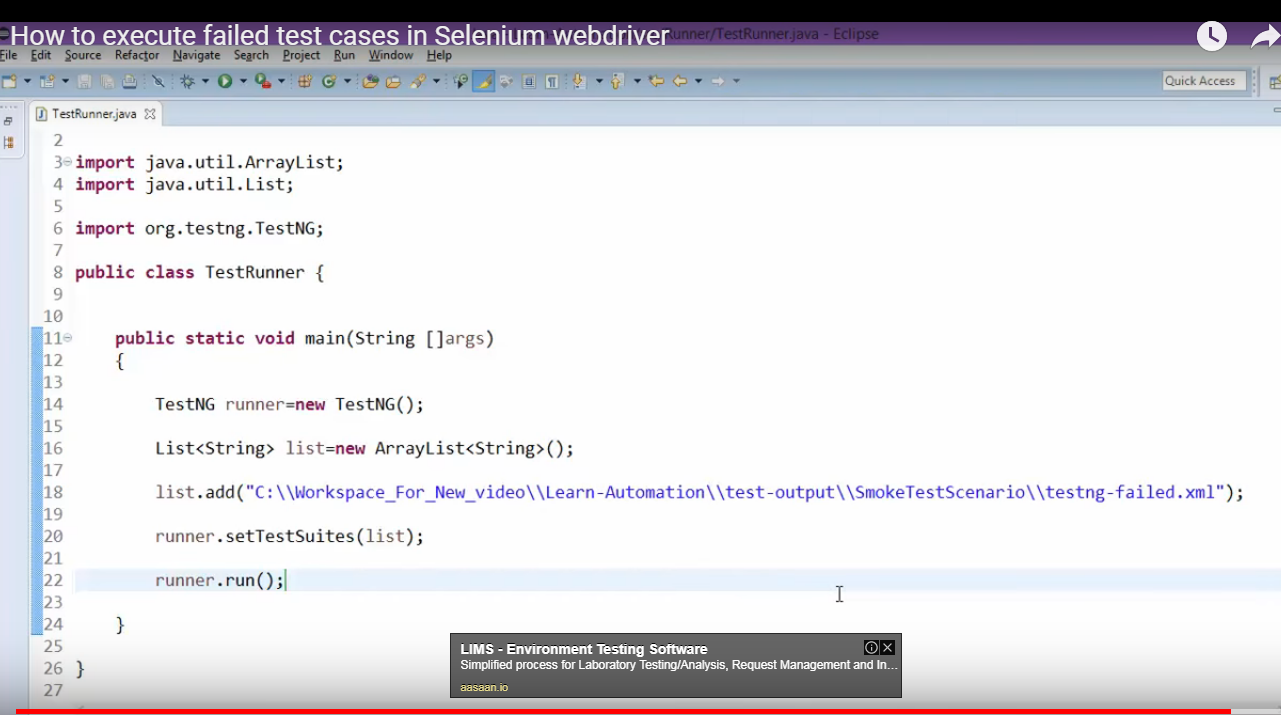 How to execute failed test cases in Selenium webdriver
unner/TestRunner.java - Eclipse
File Edit Source Refactor Navigate Search Project Run Window Help
Quick Access
TestRunner.java
2
3 import java.util.ArrayList;
4 import java.util.List;
5
6 import org.testng.TestNG;
7
8 public class TestRunner {
9
10
11 public static void main(String []args)
12 {
13
14 TestNG runner=new TestNG();
15
16 List<String> list=new ArrayList<String>();
17
18 list.add("C:\\Workspace_For_New_video\\Learn-Automation\\test-output\\SmokeTestScenario\\testng-failed.xml");
19
20 runner.setTestSuites(list);
21
22 runner.run();
23
24 }
25
26 }
27
LIMS - Environment Testing Software
Simplified process for Laboratory Testing/Analysis, Request Management and In...
aasaan.io